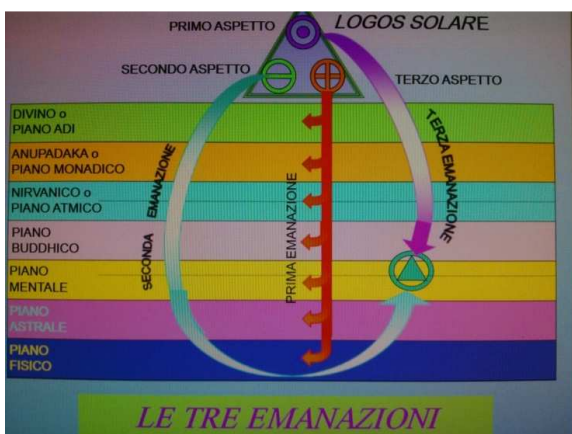 PRIMO ASPETTO
LOGOS SOLARE
SECONDO ASPETTO
TERZO ASPETTO
DIVINO o
PIANO ADI
ANUPADAKA o
PIANO MONADICO
NIRVANICO o
PIANO ATMICO
PIANO
BUDDHICO
PIANO
MENTALE
PIANO
ASTRALE
PIANO
FISICO
SECONDA EMANAZIONE
PRIMA EMANAZIONE
TERZA EMANAZIONE
LE TRE EMANAZIONI